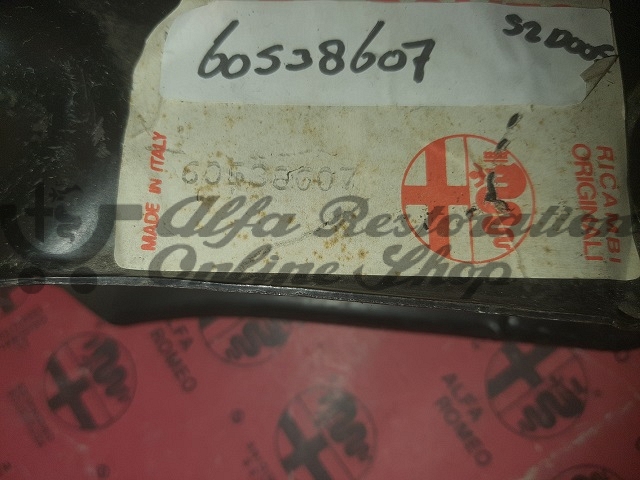 60538607
S2 DOOR
MADE IN ITALY
60538607
RICAMBI
ORIGINALI
Alfa Restoration
Online Shop
ALFA
ROMEO
ALFA
ROMEO